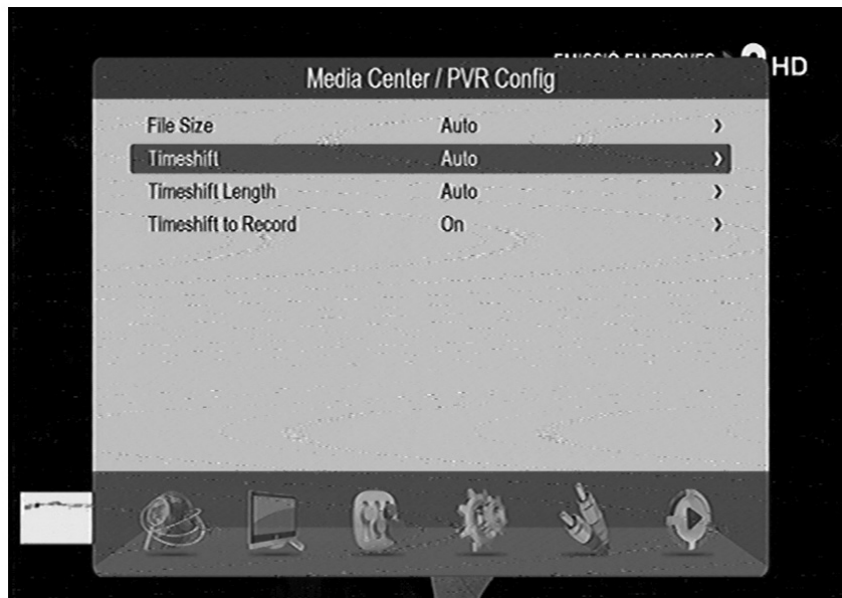 HD
Media Center / PVR Config
File Size Auto
Timeshift Auto
Timeshift Length Auto
Timeshift to Record On